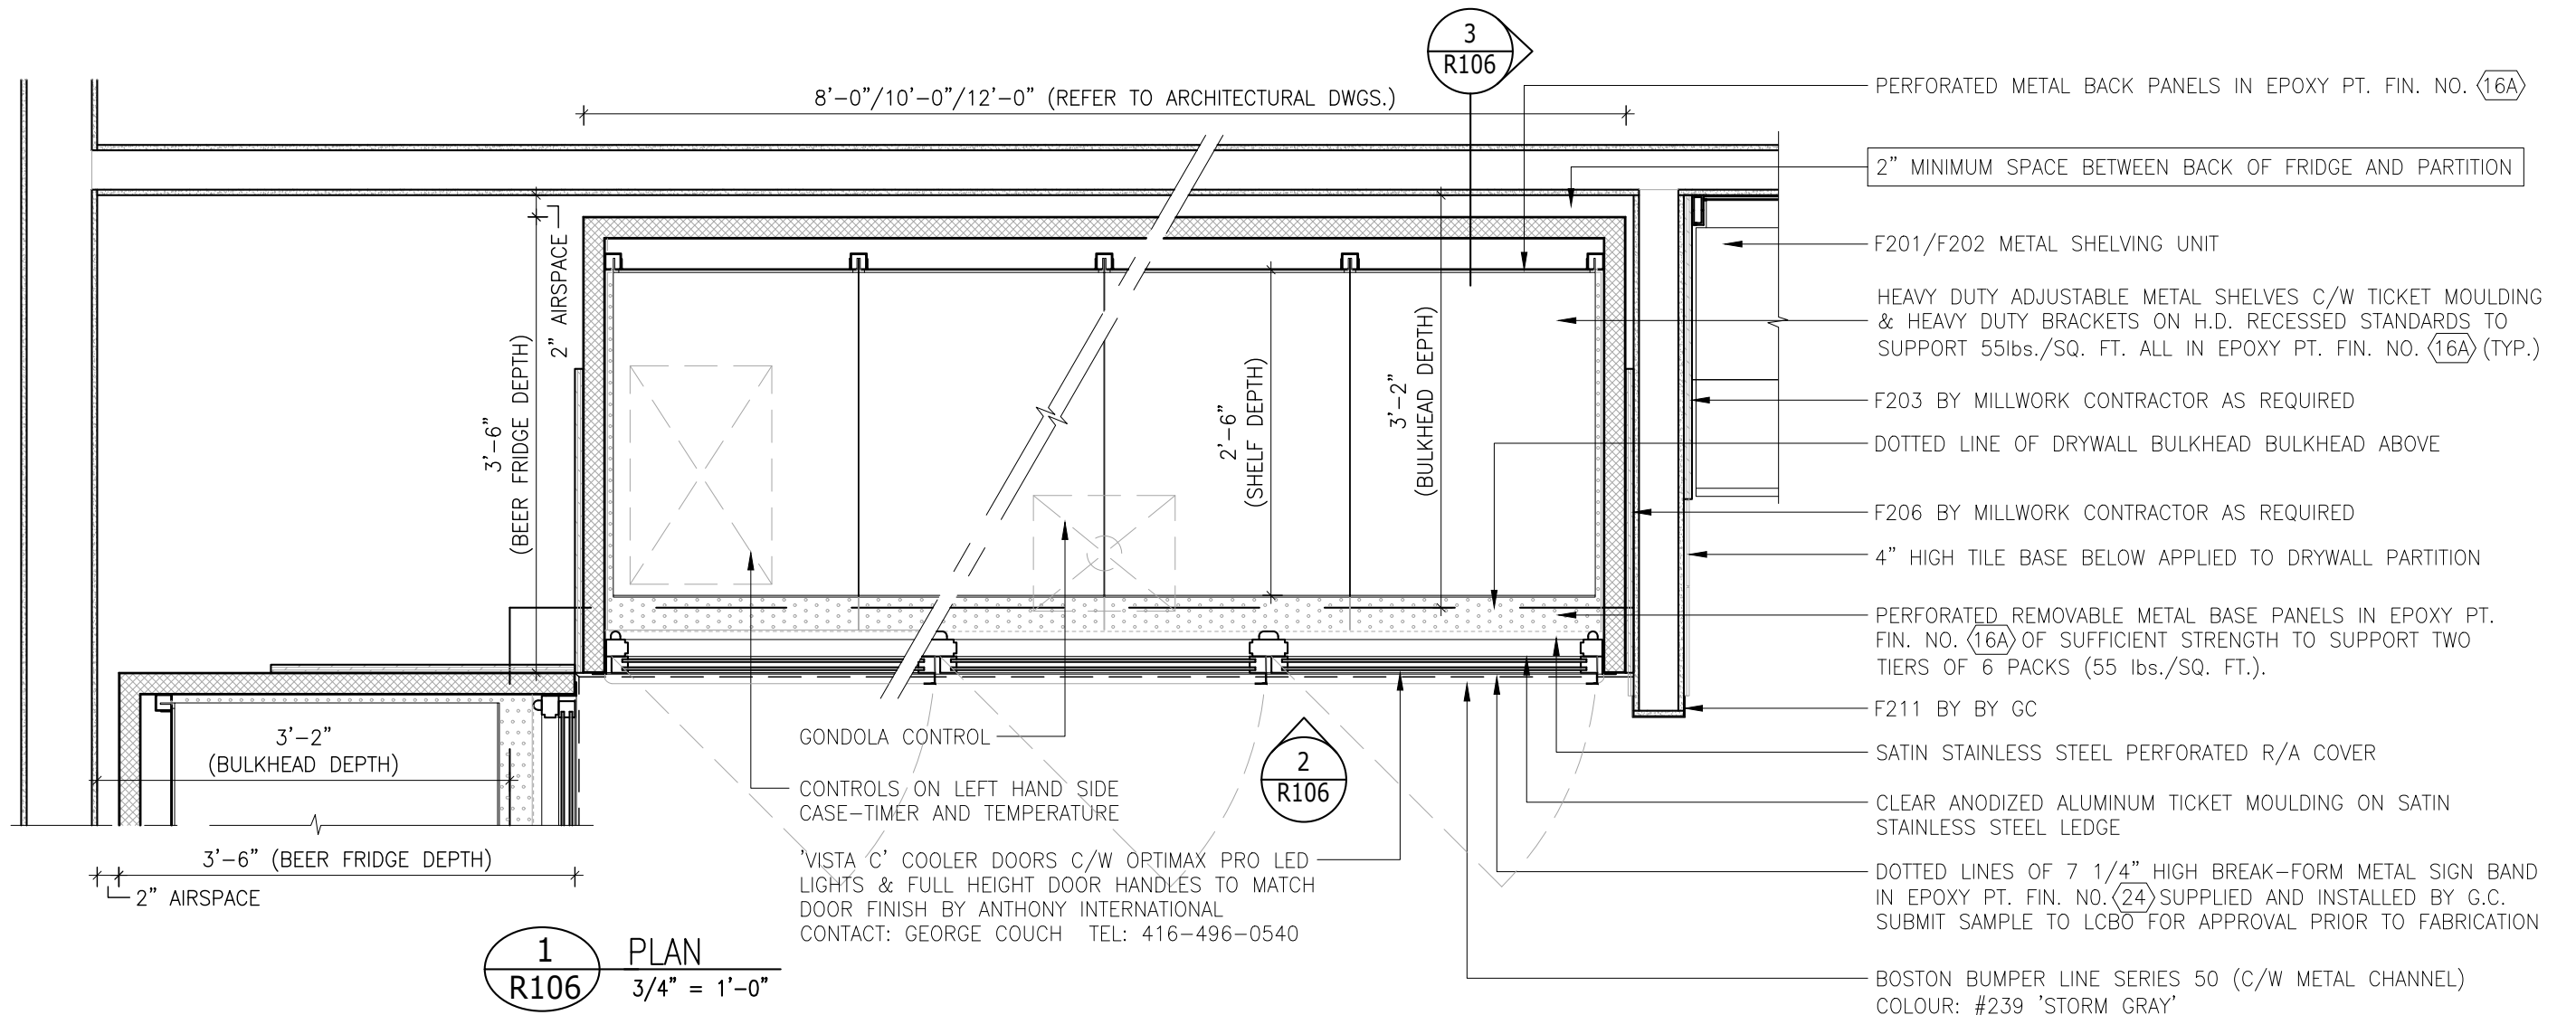 3
R106
8'-0"/10'-0"/12'-0" (REFER TO ARCHITECTURAL DWGS.)
2" AIRSPACE
3'-6"
(BEER FRIDGE DEPTH)
2'-6"
(SHELF DEPTH)
3'-2"
(BULKHEAD DEPTH)
3'-2"
(BULKHEAD DEPTH)
3'-6" (BEER FRIDGE DEPTH)
2" AIRSPACE
GONDOLA CONTROL
CONTROLS ON LEFT HAND SIDE
CASE-TIMER AND TEMPERATURE
'VISTA C' COOLER DOORS C/W OPTIMAX PRO LED
LIGHTS & FULL HEIGHT DOOR HANDLES TO MATCH
DOOR FINISH BY ANTHONY INTERNATIONAL
CONTACT: GEORGE COUCH TEL: 416-496-0540
2
R106
1
R106
PLAN
3/4" = 1'-0"
PERFORATED METAL BACK PANELS IN EPOXY PT. FIN. NO. 16A
2" MINIMUM SPACE BETWEEN BACK OF FRIDGE AND PARTITION
F201/F202 METAL SHELVING UNIT
HEAVY DUTY ADJUSTABLE METAL SHELVES C/W TICKET MOULDING
& HEAVY DUTY BRACKETS ON H.D. RECESSED STANDARDS TO
SUPPORT 55lbs./SQ. FT. ALL IN EPOXY PT. FIN. NO. 16A (TYP.)
F203 BY MILLWORK CONTRACTOR AS REQUIRED
DOTTED LINE OF DRYWALL BULKHEAD BULKHEAD ABOVE
F206 BY MILLWORK CONTRACTOR AS REQUIRED
4" HIGH TILE BASE BELOW APPLIED TO DRYWALL PARTITION
PERFORATED REMOVABLE METAL BASE PANELS IN EPOXY PT.
FIN. NO. 16A OF SUFFICIENT STRENGTH TO SUPPORT TWO
TIERS OF 6 PACKS (55 lbs./SQ. FT.).
F211 BY BY GC
SATIN STAINLESS STEEL PERFORATED R/A COVER
CLEAR ANODIZED ALUMINUM TICKET MOULDING ON SATIN
STAINLESS STEEL LEDGE
DOTTED LINES OF 7 1/4" HIGH BREAK-FORM METAL SIGN BAND
IN EPOXY PT. FIN. NO. 24 SUPPLIED AND INSTALLED BY G.C.
SUBMIT SAMPLE TO LCBO FOR APPROVAL PRIOR TO FABRICATION
BOSTON BUMPER LINE SERIES 50 (C/W METAL CHANNEL)
COLOUR: #239 'STORM GRAY'